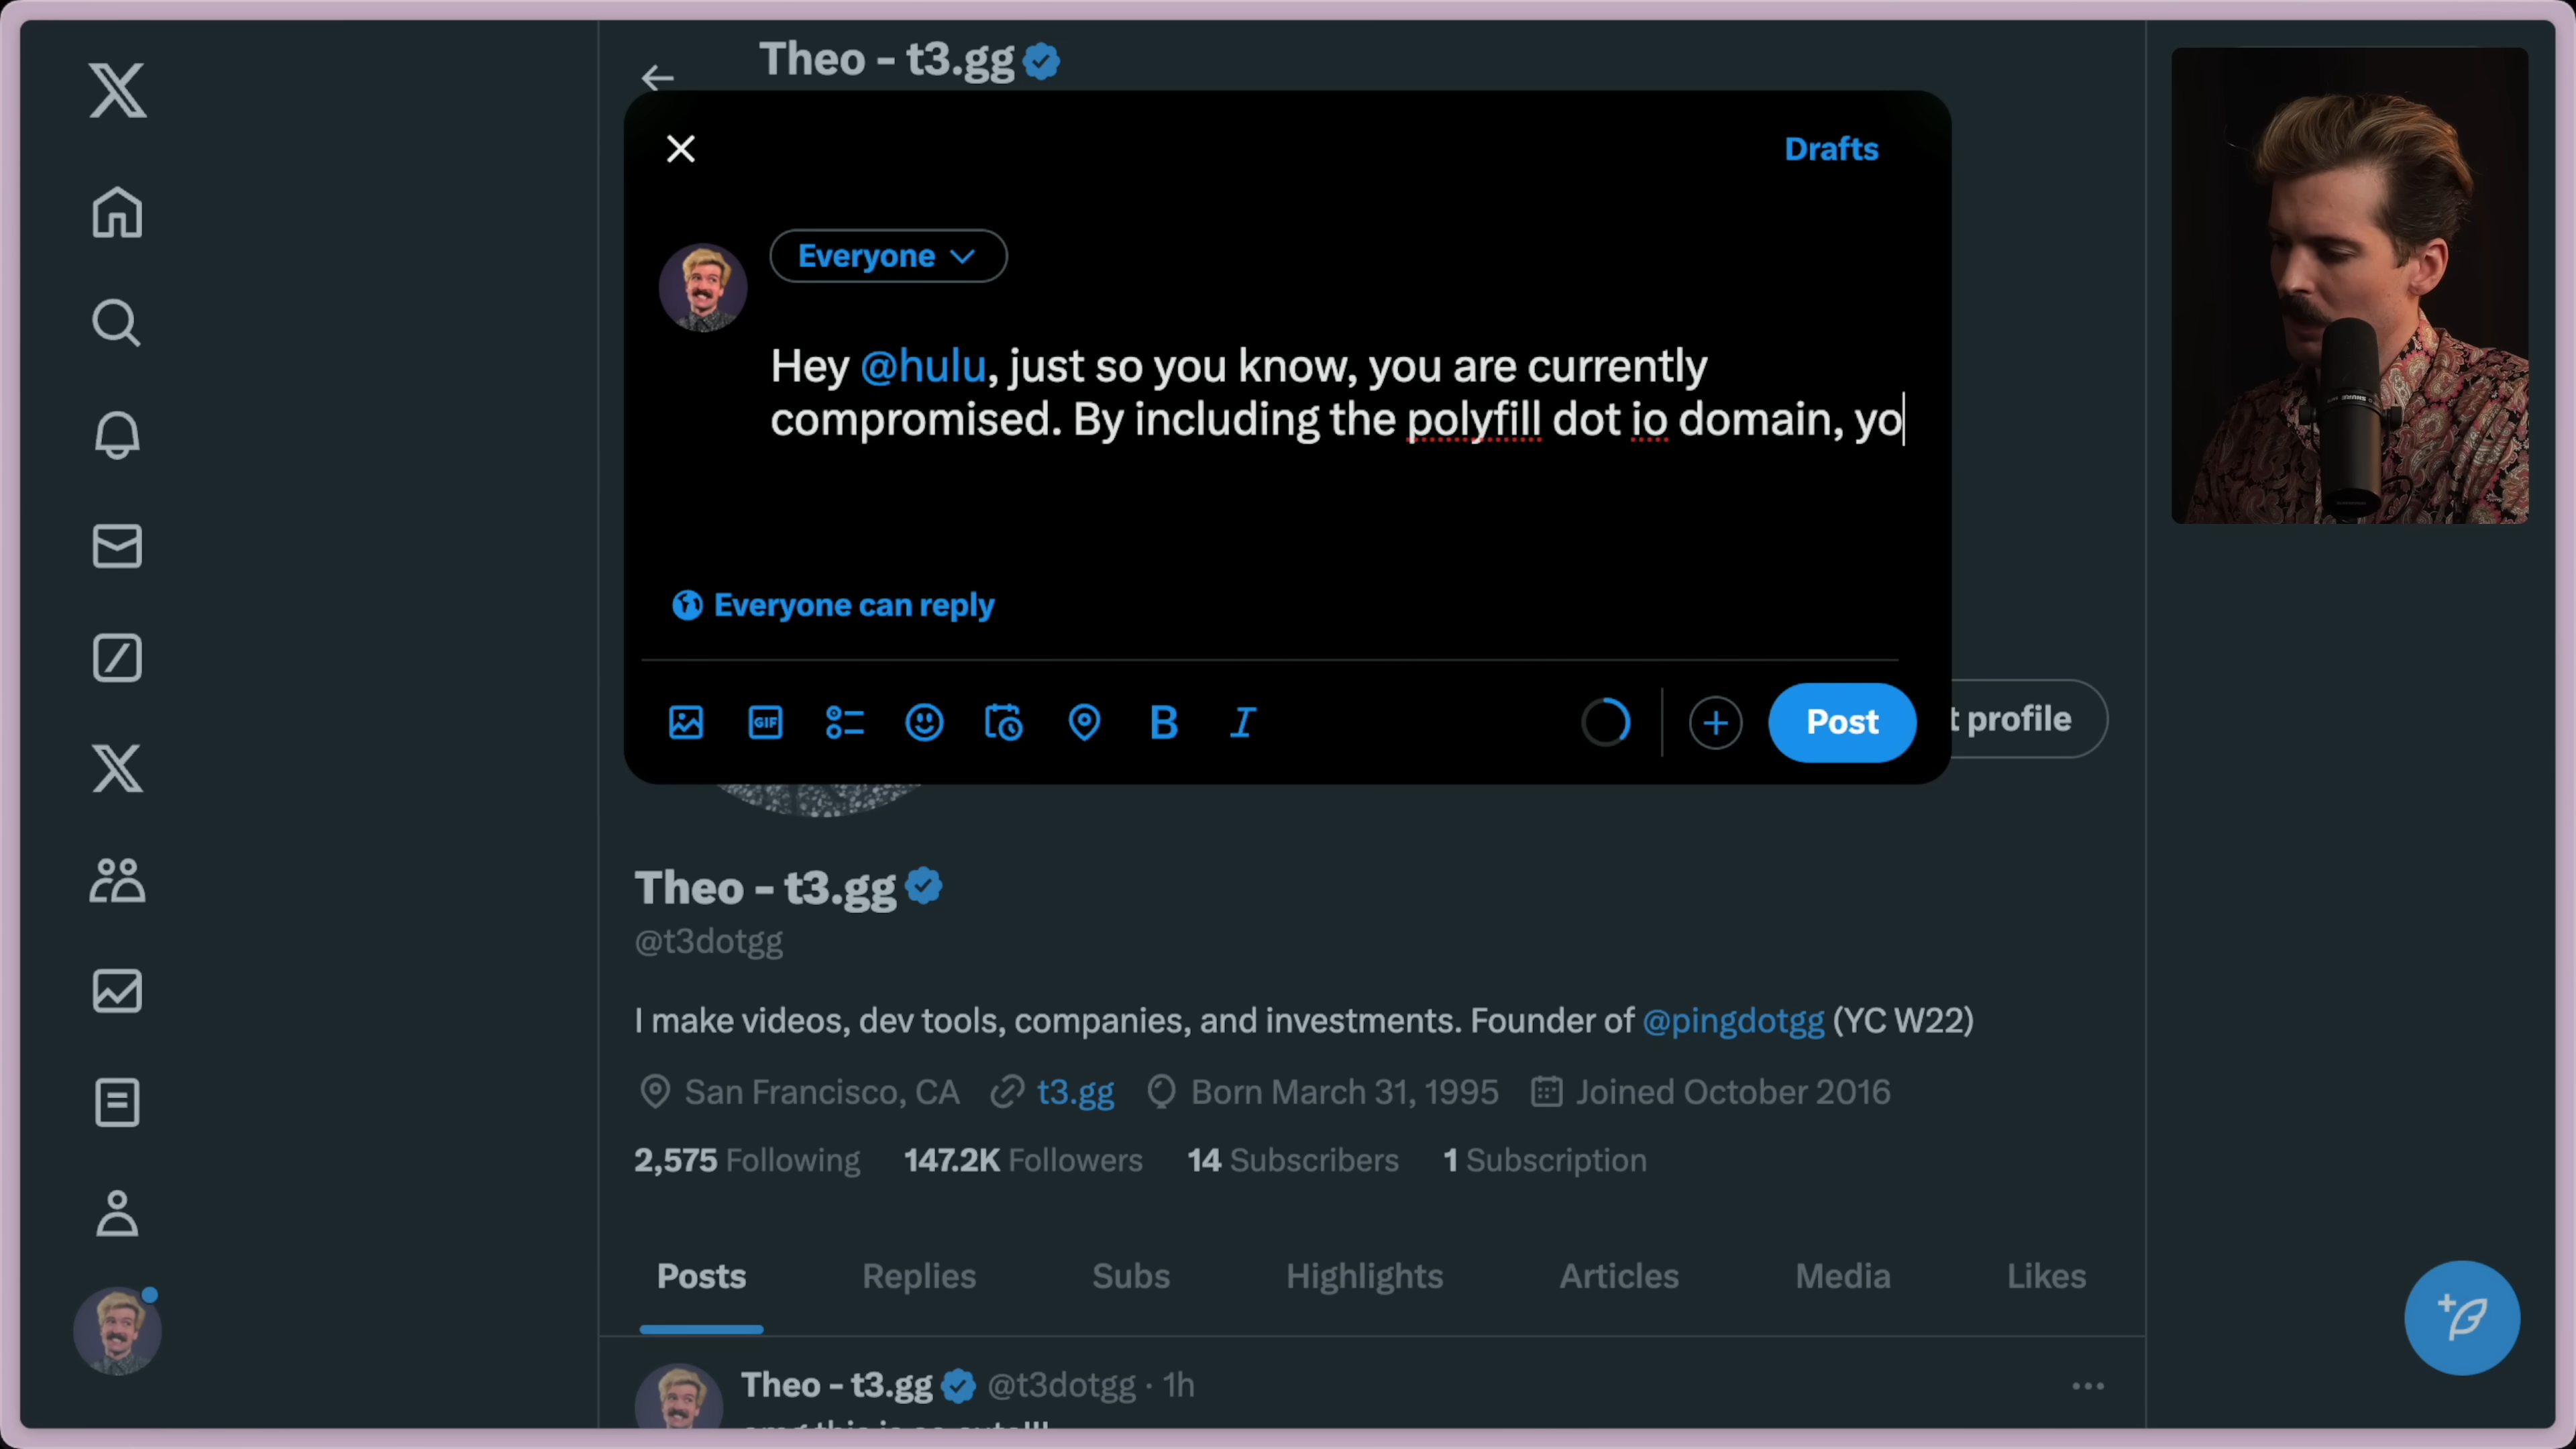 Theo - t3.gg
Drafts
Everyone
Hey @hulu, just so you know, you are currently
compromised. By including the polyfill dot io domain, yo
Everyone can reply
GIF
B I
Post
t profile
Theo - t3.gg
@t3dotgg
I make videos, dev tools, companies, and investments. Founder of @pingdotgg (YC W22)
San Francisco, CA t3.gg Born March 31, 1995 Joined October 2016
2,575 Following 147.2K Followers 14 Subscribers 1 Subscription
Posts Replies Subs Highlights Articles Media Likes
Theo - t3.gg @t3dotgg · 1h